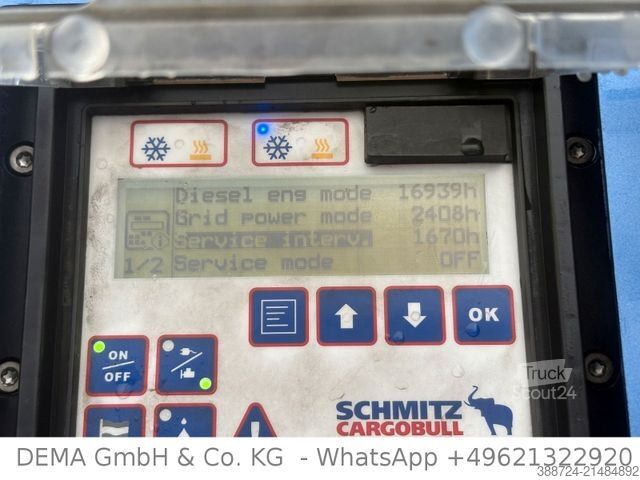 Diesel eng mode 16939h
Grid power mode 2408h
Service interv. 1670h
1/2 Service mode OFF
OK
ON
OFF
SCHMITZ
CARGOBULL
Truck
Scout24
DEMA GmbH & Co. KG - WhatsApp +49621322920
388724-21484892